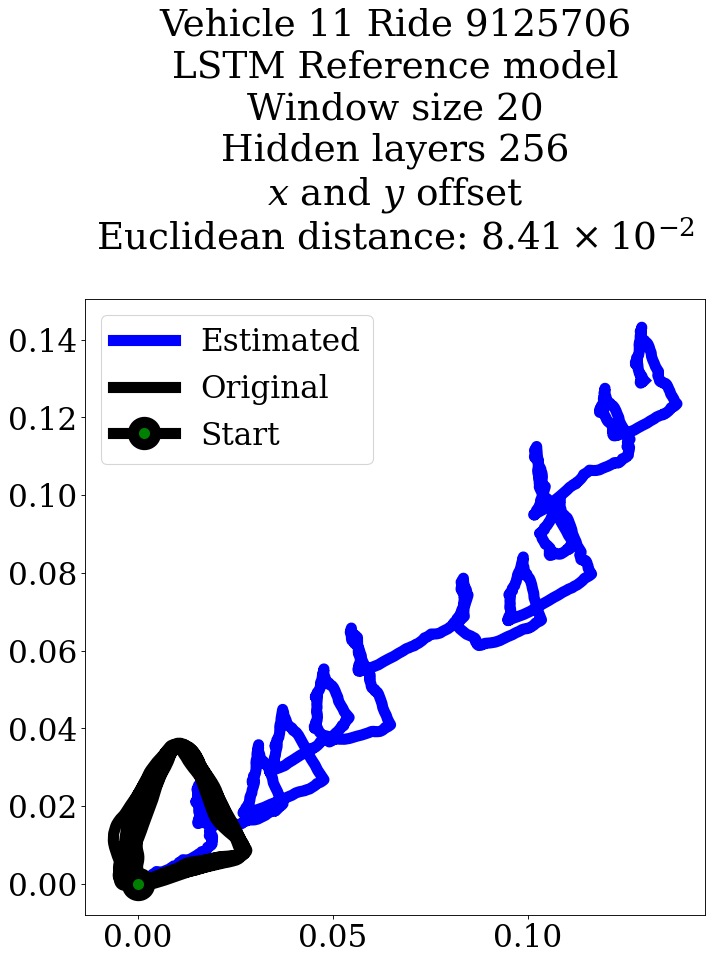 Vehicle 11 Ride 9125706
LSTM Reference model
Window size 20
Hidden layers 256
x and y offset
Euclidean distance: 8.41 × 10⁻²
Estimated
Original
Start
0.14
0.12
0.10
0.08
0.06
0.04
0.02
0.00
0.00 0.05 0.10